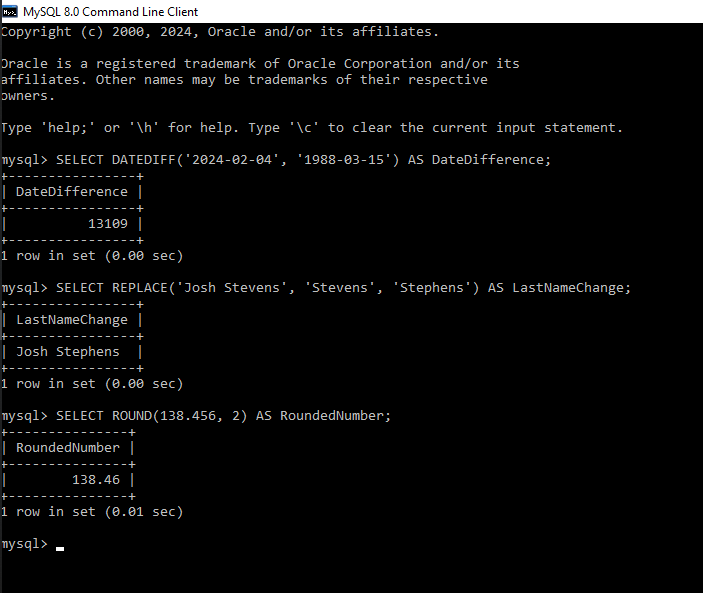 MySQL 8.0 Command Line Client
Copyright (c) 2000, 2024, Oracle and/or its affiliates.
Oracle is a registered trademark of Oracle Corporation and/or its
affiliates. Other names may be trademarks of their respective
owners.
Type 'help;' or '\h' for help. Type '\c' to clear the current input statement.
mysql> SELECT DATEDIFF('2024-02-04', '1988-03-15') AS DateDifference;
+----------------+
| DateDifference |
+----------------+
|          13109 |
+----------------+
1 row in set (0.00 sec)
mysql> SELECT REPLACE('Josh Stevens', 'Stevens', 'Stephens') AS LastNameChange;
+----------------+
| LastNameChange |
+----------------+
| Josh Stephens  |
+----------------+
1 row in set (0.00 sec)
mysql> SELECT ROUND(138.456, 2) AS RoundedNumber;
+---------------+
| RoundedNumber |
+---------------+
|        138.46 |
+---------------+
1 row in set (0.01 sec)
mysql>